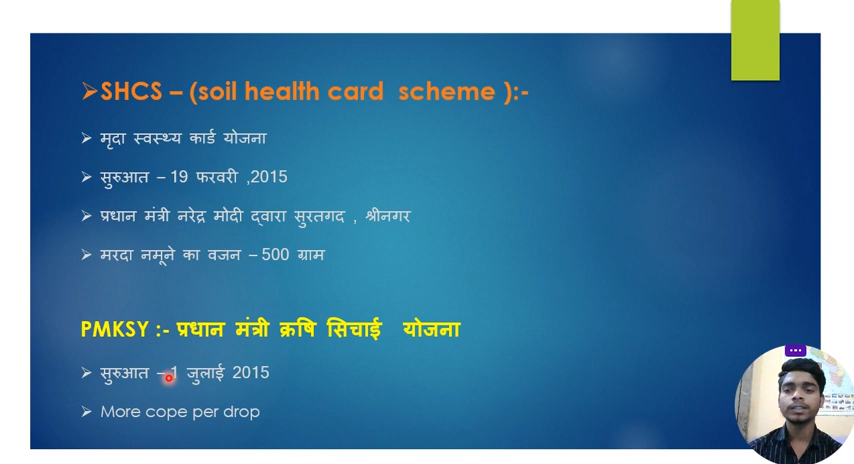 ➢SHCS – (soil health card scheme ):-
➢ मृदा स्वस्थ्य कार्ड योजना
➢ सुरुआत – 19 फरवरी ,2015
➢ प्रधान मंत्री नरेद्र मोदी द्वारा सुरतगद , श्रीनगर
➢ मरदा नमूने का वजन – 500 ग्राम
PMKSY :- प्रधान मंत्री क्रषि सिचाई योजना
➢ सुरुआत – 1 जुलाई 2015
➢ More cope per drop